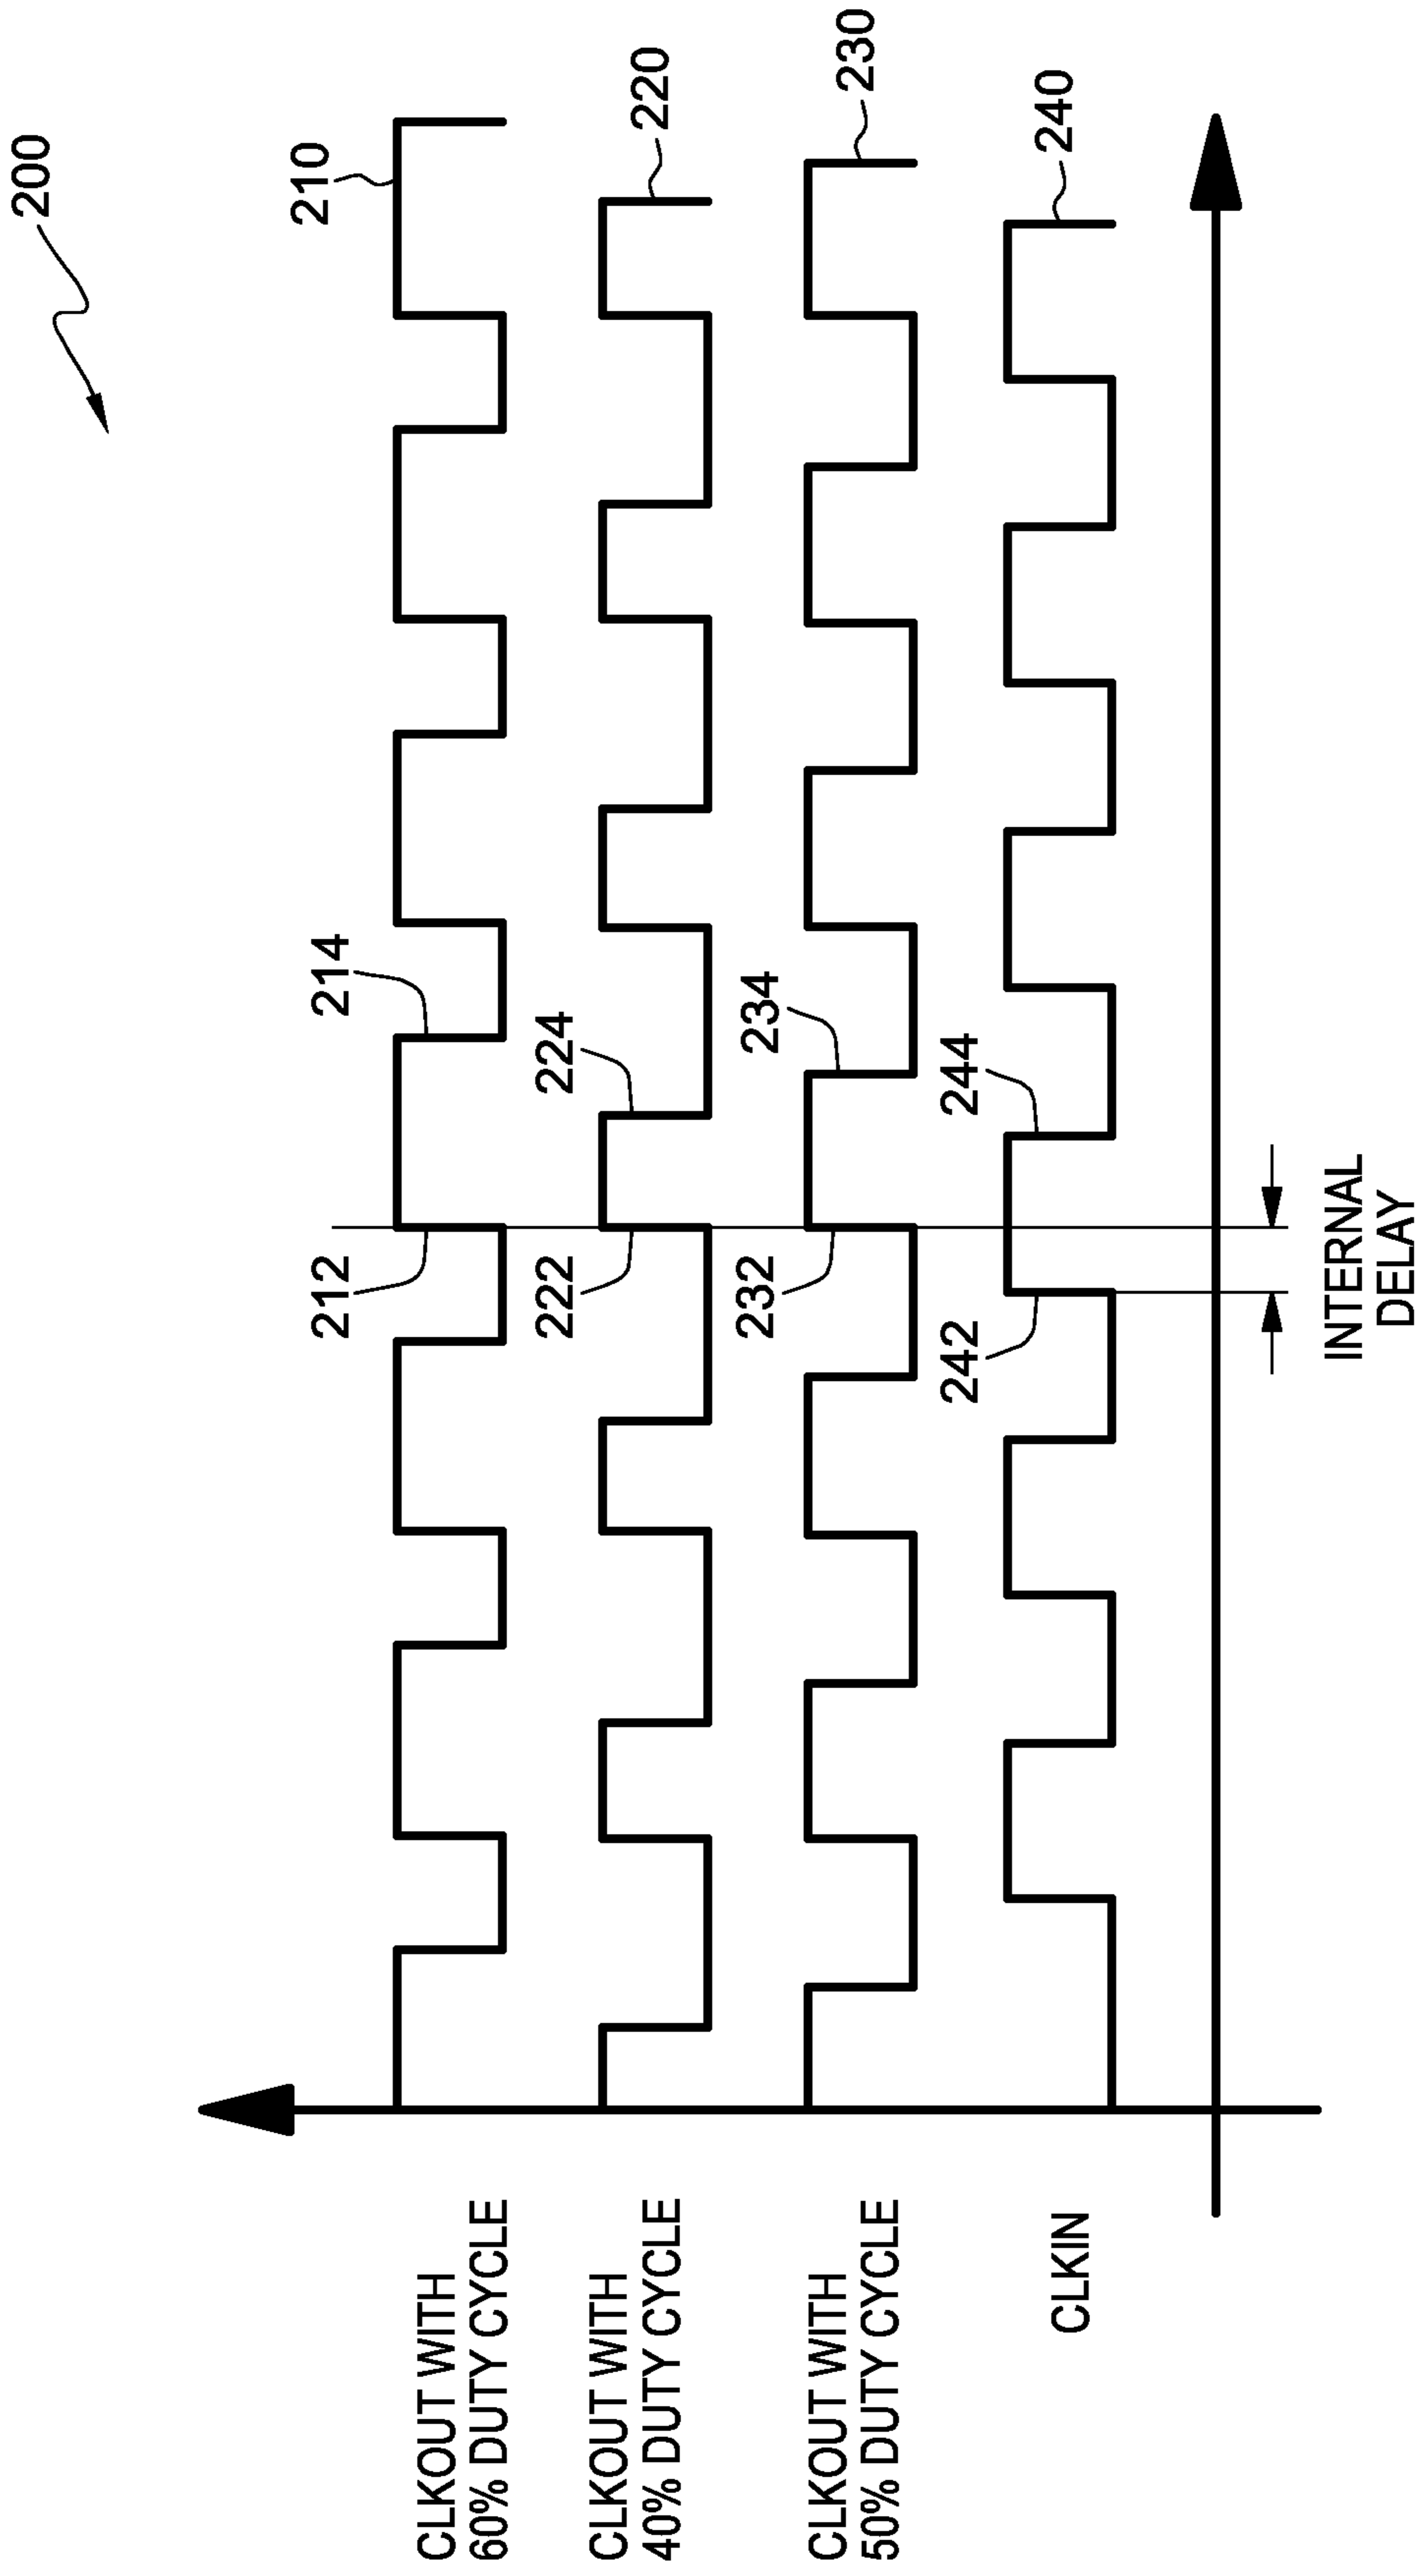 200
210
CLKOUT WITH
60% DUTY CYCLE
212
214
220
CLKOUT WITH
40% DUTY CYCLE
222
224
230
CLKOUT WITH
50% DUTY CYCLE
232
234
240
CLKIN
242
244
INTERNAL
DELAY